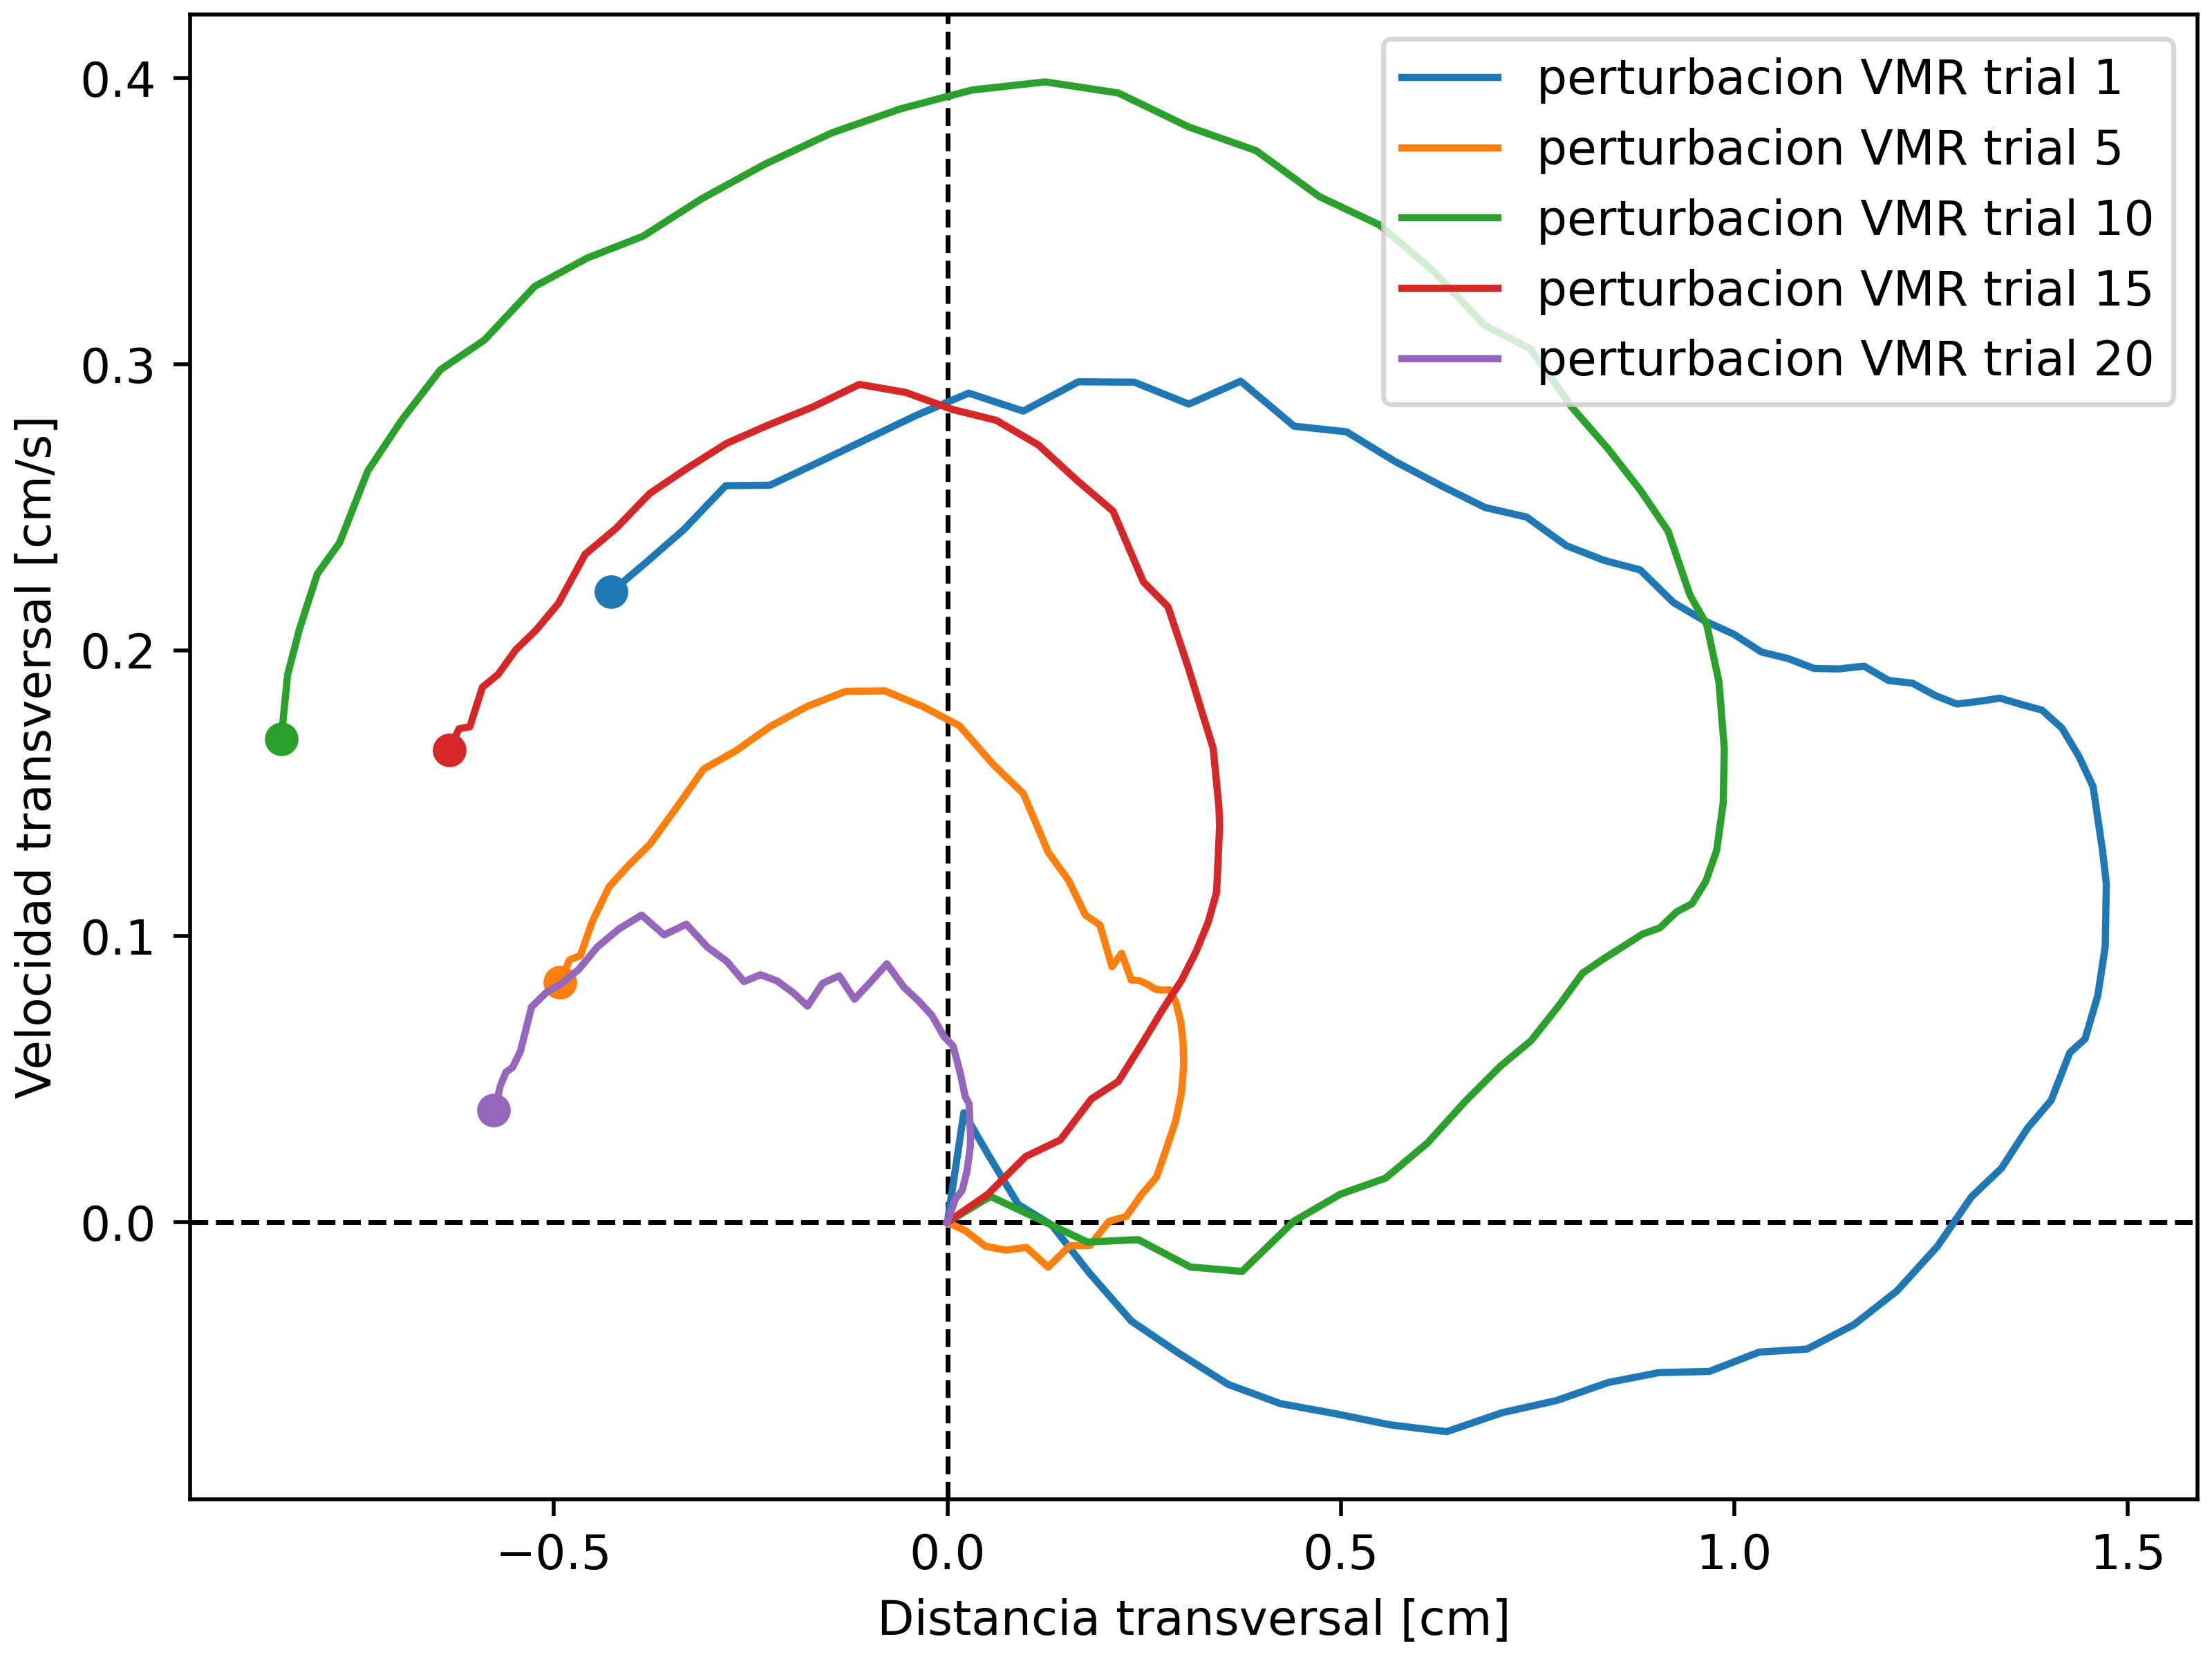 perturbacion VMR trial 1
perturbacion VMR trial 5
perturbacion VMR trial 10
perturbacion VMR trial 15
perturbacion VMR trial 20
Velocidad transversal [cm/s]
0.4
0.3
0.2
0.1
0.0
−0.5 0.0 0.5 1.0 1.5
Distancia transversal [cm]